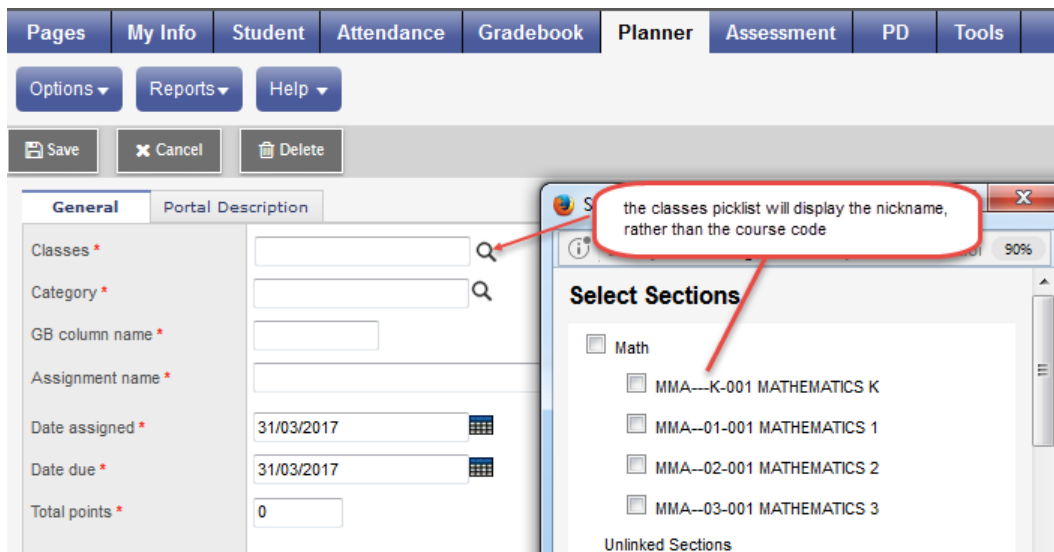 Pages My Info Student Attendance Gradebook Planner Assessment PD Tools
Options Reports Help
Save Cancel Delete
General Portal Description
S
the classes picklist will display the nickname,
rather than the course code
90%
Classes *
Category *
GB column name *
Assignment name *
Date assigned * 31/03/2017
Date due * 31/03/2017
Total points * 0
Select Sections
Math
MMA---K-001 MATHEMATICS K
MMA--01-001 MATHEMATICS 1
MMA--02-001 MATHEMATICS 2
MMA--03-001 MATHEMATICS 3
Unlinked Sections